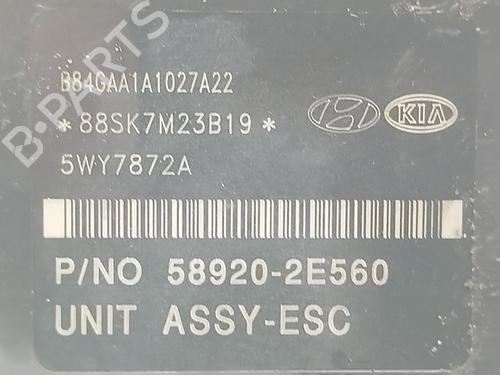 B84GAA1A1027A22
*88SK7M23B19*
KIA
5WY7872A
P/NO 58920-2E560
UNIT ASSY-ESC
B-PARTS